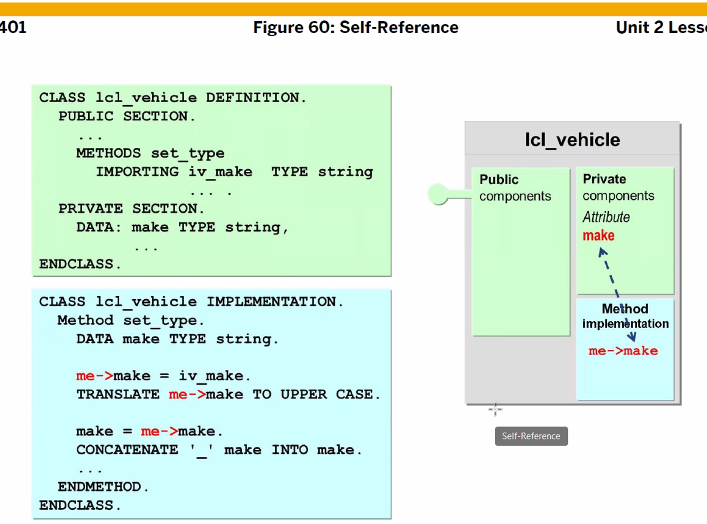 401
Figure 60: Self-Reference
Unit 2 Less
CLASS lcl_vehicle DEFINITION.
PUBLIC SECTION.
...
METHODS set_type
IMPORTING iv_make TYPE string
... .
PRIVATE SECTION.
DATA: make TYPE string,
...
ENDCLASS.
CLASS lcl_vehicle IMPLEMENTATION.
Method set_type.
DATA make TYPE string.
me->make = iv_make.
TRANSLATE me->make TO UPPER CASE.
make = me->make.
CONCATENATE '_' make INTO make.
...
ENDMETHOD.
ENDCLASS.
lcl_vehicle
Public
components
Private
components
Attribute
make
Method
implementation
me->make
Self-Reference